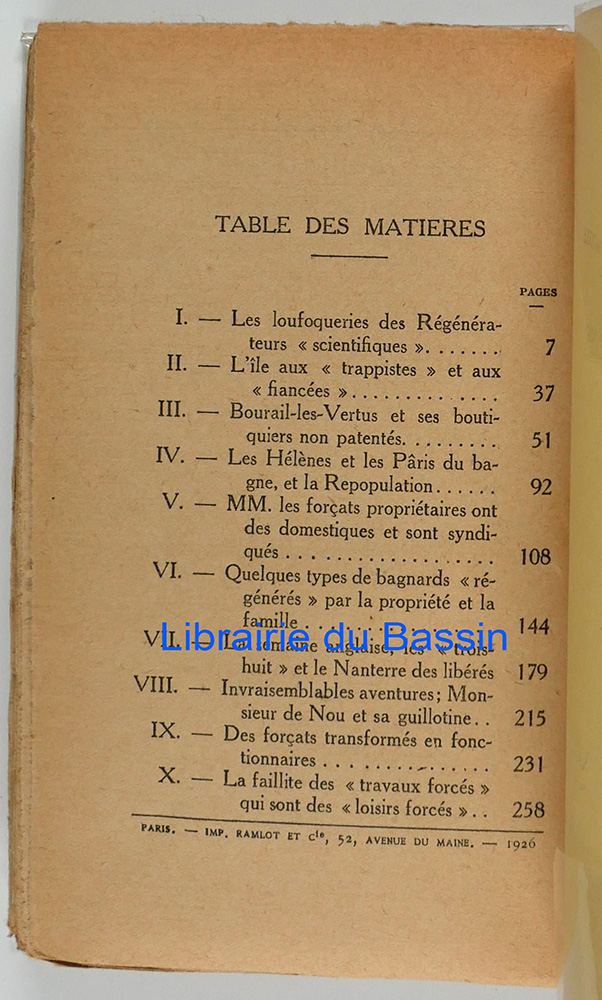 TABLE DES MATIERES
PAGES
I. — Les loufoqueries des Régénéra-
teurs « scientifiques ». . . . . . . 7
II. — L'île aux « trappistes » et aux
« fiancées ». . . . . . . . . . . . . . 37
III. — Bourail-les-Vertus et ses bouti-
quiers non patentés. . . . . . . . . 51
IV. — Les Hélènes et les Pâris du ba-
gne, et la Repopulation . . . . . . 92
V. — MM. les forçats propriétaires ont
des domestiques et sont syndi-
qués . . . . . . . . . . . . . . . . . . . 108
VI. — Quelques types de bagnards « ré-
générés » par la propriété et la
famille . . . . . . . . . . . . . . . . . 144
Librairie du Bassin
VII. — La semaine anglaise, les « trois-
huit » et le Nanterre des libérés 179
VIII. — Invraisemblables aventures; Mon-
sieur de Nou et sa guillotine . . 215
IX. — Des forçats transformés en fonc-
tionnaires . . . . . . . . . . . . . . . 231
X. — La faillite des « travaux forcés »
qui sont des « loisirs forcés » . . 258
PARIS. — IMP. RAMLOT ET Cie, 52, AVENUE DU MAINE. — 1926